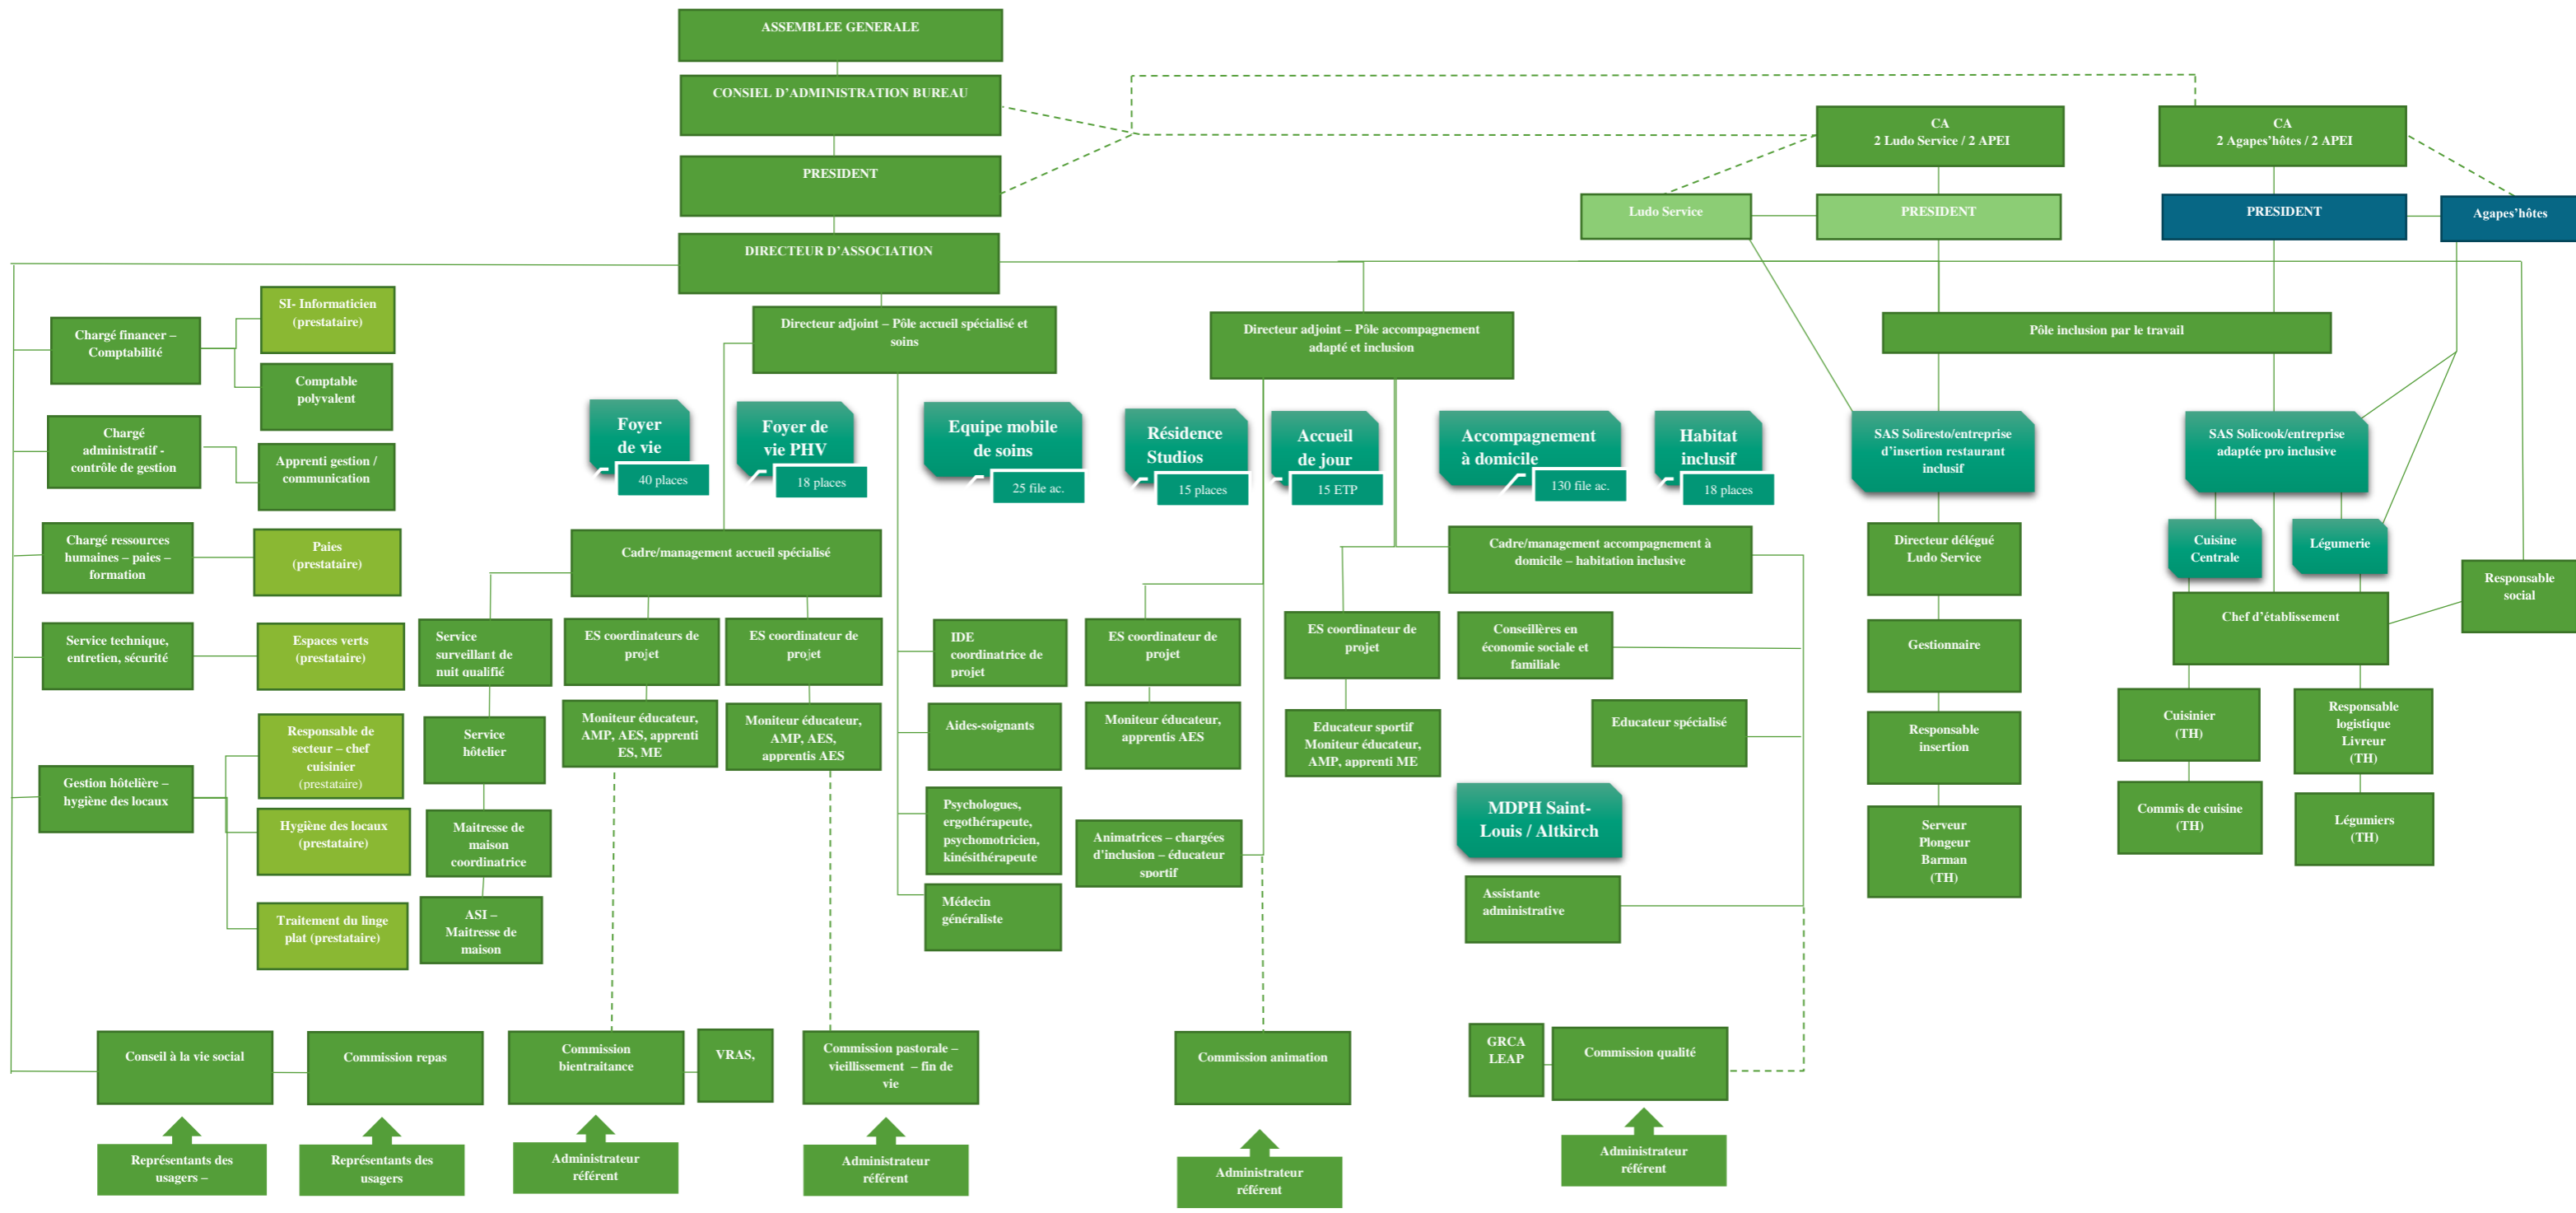 ASSEMBLEE GENERALE
CONSIEL D'ADMINISTRATION BUREAU
PRESIDENT
DIRECTEUR D'ASSOCIATION
CA
2 Ludo Service / 2 APEI
CA
2 Agapes'hôtes / 2 APEI
Ludo Service
PRESIDENT
PRESIDENT
Agapes'hôtes
Chargé financer –
Comptabilité
SI- Informaticien
(prestataire)
Comptable
polyvalent
Chargé
administratif -
contrôle de gestion
Apprenti gestion /
communication
Chargé ressources
humaines – paies –
formation
Paies
(prestataire)
Service technique,
entretien, sécurité
Espaces verts
(prestataire)
Gestion hôtelière –
hygiène des locaux
Responsable de
secteur – chef
cuisinier
(prestataire)
Hygiène des locaux
(prestataire)
Traitement du linge
plat (prestataire)
Directeur adjoint – Pôle accueil spécialisé et
soins
Directeur adjoint – Pôle accompagnement
adapté et inclusion
Pôle inclusion par le travail
Foyer
de vie
40 places
Foyer de
vie PHV
18 places
Equipe mobile
de soins
25 file ac.
Résidence
Studios
15 places
Accueil
de jour
15 ETP
Accompagnement
à domicile
130 file ac.
Habitat
inclusif
18 places
SAS Soliresto/entreprise
d'insertion restaurant
inclusif
SAS Solicook/entreprise
adaptée pro inclusive
Cadre/management accueil spécialisé
Cadre/management accompagnement à
domicile – habitation inclusive
Directeur délégué
Ludo Service
Cuisine
Centrale
Légumerie
Responsable
social
Service
surveillant de
nuit qualifié
ES coordinateurs de
projet
ES coordinateur de
projet
IDE
coordinatrice de
projet
ES coordinateur de
projet
ES coordinateur de
projet
Conseillères en
économie sociale et
familiale
Gestionnaire
Chef d'établissement
Service
hôtelier
Moniteur éducateur,
AMP, AES, apprenti
ES, ME
Moniteur éducateur,
AMP, AES,
apprentis AES
Aides-soignants
Moniteur éducateur,
apprentis AES
Educateur sportif
Moniteur éducateur,
AMP, apprenti ME
Educateur spécialisé
Responsable
insertion
Cuisinier
(TH)
Responsable
logistique
Livreur
(TH)
Maitresse de
maison
coordinatrice
Psychologues,
ergothérapeute,
psychomotricien,
kinésithérapeute
Animatrices – chargées
d'inclusion – éducateur
sportif
MDPH Saint-
Louis / Altkirch
Serveur
Plongeur
Barman
(TH)
Commis de cuisine
(TH)
Légumiers
(TH)
ASI –
Maitresse de
maison
Médecin
généraliste
Assistante
administrative
Conseil à la vie social
Commission repas
Commission
bientraitance
VRAS,
Commission pastorale –
vieillissement – fin de
vie
Commission animation
GRCA
LEAP
Commission qualité
Représentants des
usagers –
Représentants des
usagers
Administrateur
référent
Administrateur
référent
Administrateur
référent
Administrateur
référent